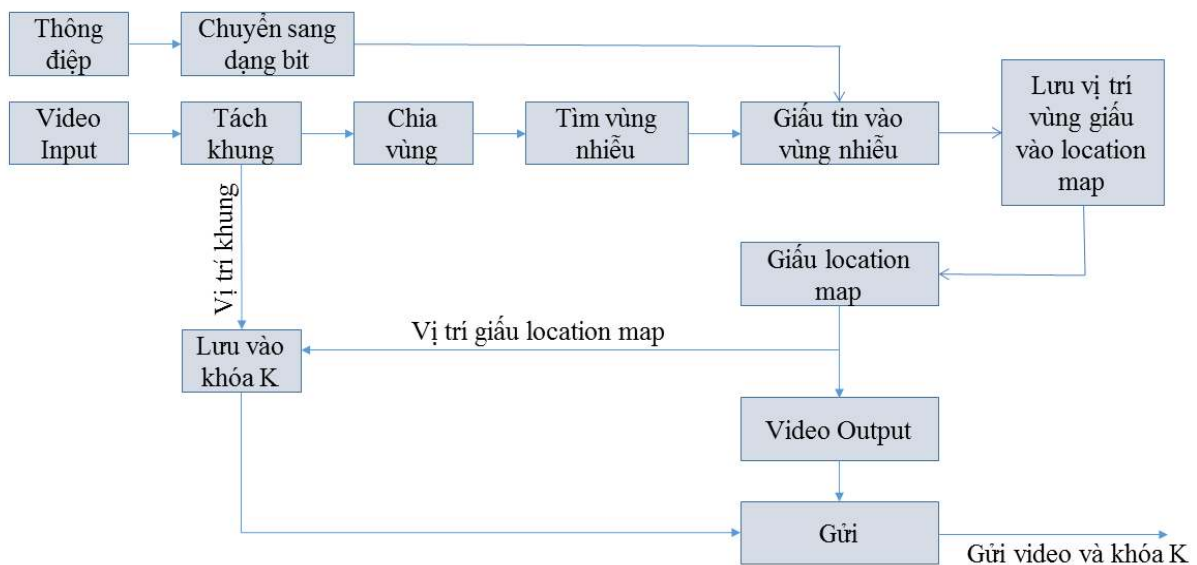 Thông
điệp
Chuyển sang
dạng bit
Video
Input
Tách
khung
Chia
vùng
Tìm vùng
nhiễu
Giấu tin vào
vùng nhiễu
Lưu vị trí
vùng giấu
vào location
map
Vị trí khung
Giấu location
map
Vị trí giấu location map
Lưu vào
khóa K
Video Output
Gửi
Gửi video và khóa K